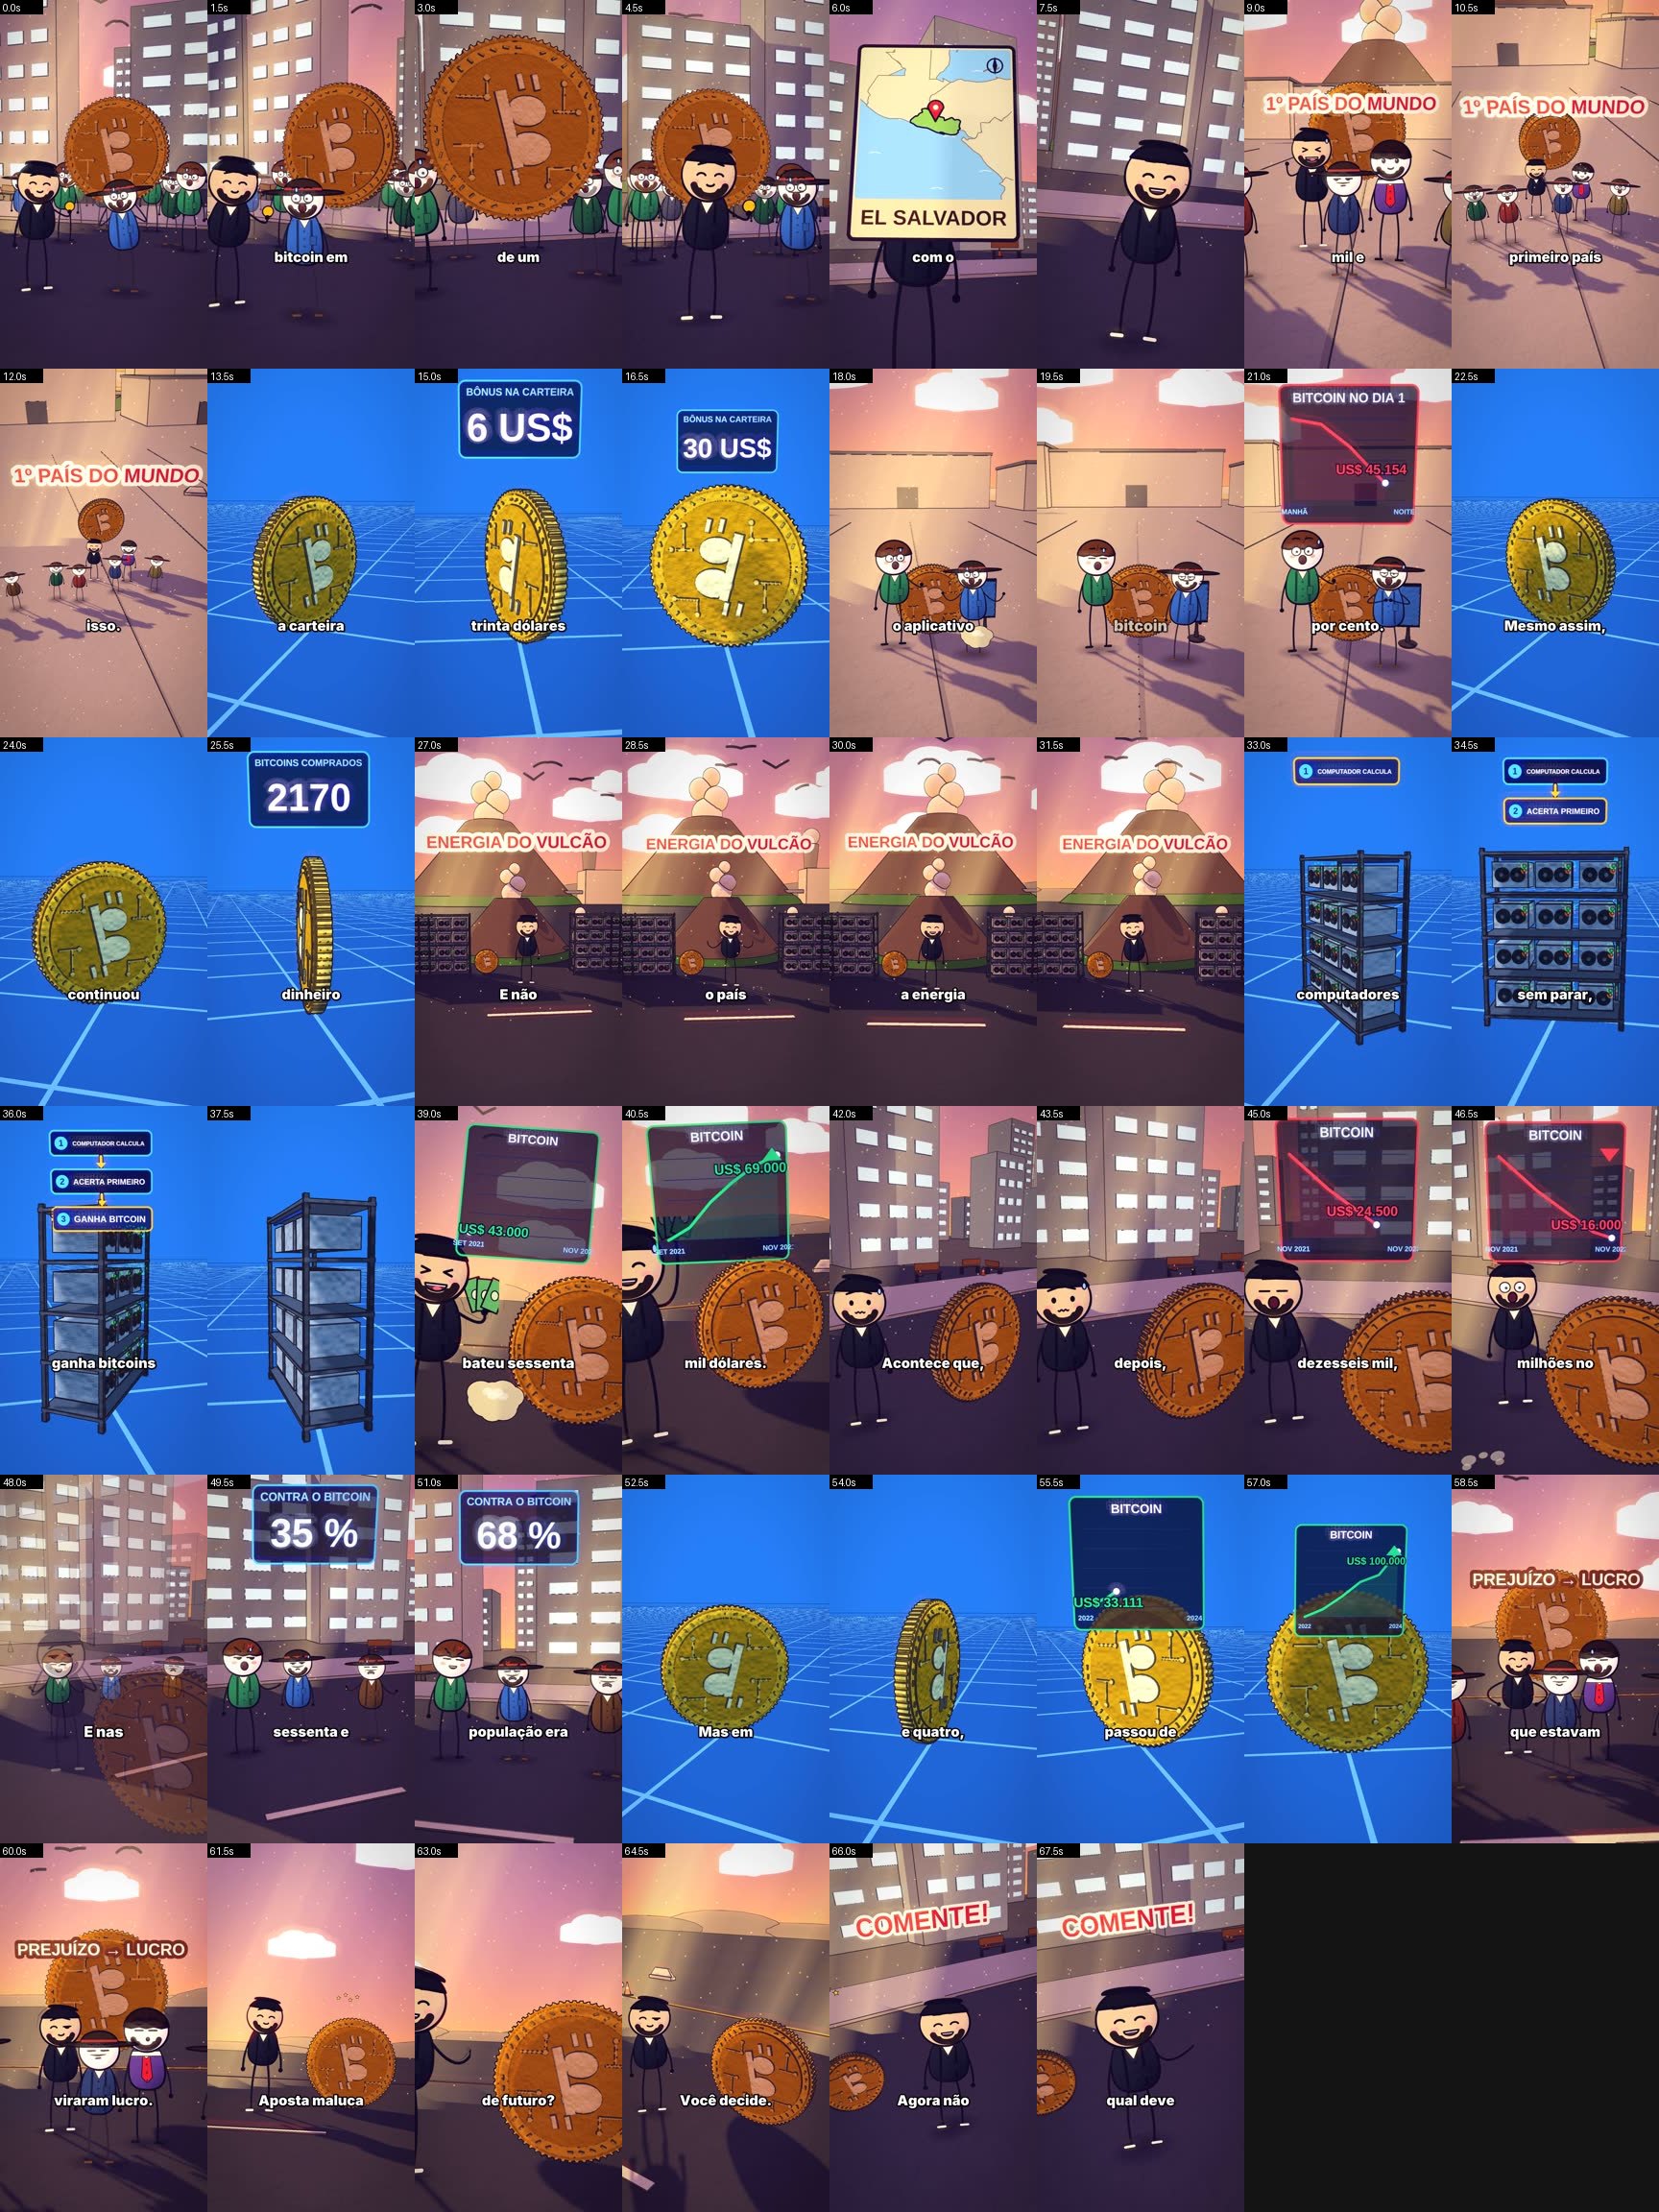 0.0s
1.5s
bitcoin em
3.0s
de um
4.5s
6.0s
EL SALVADOR
com o
7.5s
9.0s
1º PAÍS DO MUNDO
mil e
10.5s
1º PAÍS DO MUNDO
primeiro país
12.0s
1º PAÍS DO MUNDO
isso.
13.5s
a carteira
15.0s
BÔNUS NA CARTEIRA
6 US$
trinta dólares
16.5s
BÔNUS NA CARTEIRA
30 US$
18.0s
o aplicativo
19.5s
bitcoin
21.0s
BITCOIN NO DIA 1
US$ 45.154
MANHÃ
NOITE
por cento.
22.5s
Mesmo assim,
24.0s
continuou
25.5s
BITCOINS COMPRADOS
2170
dinheiro
27.0s
ENERGIA DO VULCÃO
E não
28.5s
ENERGIA DO VULCÃO
o país
30.0s
ENERGIA DO VULCÃO
a energia
31.5s
ENERGIA DO VULCÃO
33.0s
1 COMPUTADOR CALCULA
computadores
34.5s
1 COMPUTADOR CALCULA
2 ACERTA PRIMEIRO
sem parar,
36.0s
1 COMPUTADOR CALCULA
2 ACERTA PRIMEIRO
3 GANHA BITCOIN
ganha bitcoins
37.5s
39.0s
BITCOIN
US$ 43.000
SET 2021
NOV 202
bateu sessenta
40.5s
BITCOIN
US$ 69.000
SET 2021
NOV 202
mil dólares.
42.0s
Acontece que,
43.5s
depois,
45.0s
BITCOIN
US$ 24.500
NOV 2021
NOV 202
dezesseis mil,
46.5s
BITCOIN
US$ 16.000
NOV 2021
NOV 202
milhões no
48.0s
E nas
49.5s
CONTRA O BITCOIN
35 %
sessenta e
51.0s
CONTRA O BITCOIN
68 %
população era
52.5s
Mas em
54.0s
e quatro,
55.5s
BITCOIN
US$ 33.111
2022
2024
passou de
57.0s
BITCOIN
US$ 100.000
2022
2024
58.5s
PREJUÍZO → LUCRO
que estavam
60.0s
PREJUÍZO → LUCRO
viraram lucro.
61.5s
Aposta maluca
63.0s
de futuro?
64.5s
Você decide.
66.0s
COMENTE!
Agora não
67.5s
COMENTE!
qual deve